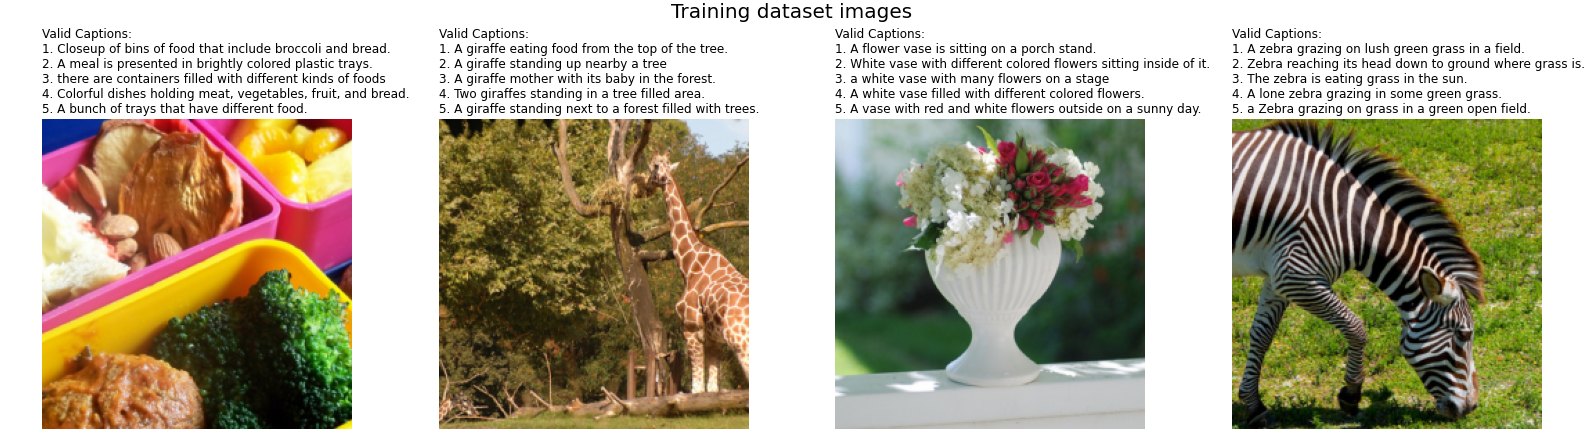 Training dataset images
Valid Captions:
1. Closeup of bins of food that include broccoli and bread.
2. A meal is presented in brightly colored plastic trays.
3. there are containers filled with different kinds of foods
4. Colorful dishes holding meat, vegetables, fruit, and bread.
5. A bunch of trays that have different food.
Valid Captions:
1. A giraffe eating food from the top of the tree.
2. A giraffe standing up nearby a tree
3. A giraffe mother with its baby in the forest.
4. Two giraffes standing in a tree filled area.
5. A giraffe standing next to a forest filled with trees.
Valid Captions:
1. A flower vase is sitting on a porch stand.
2. White vase with different colored flowers sitting inside of it.
3. a white vase with many flowers on a stage
4. A white vase filled with different colored flowers.
5. A vase with red and white flowers outside on a sunny day.
Valid Captions:
1. A zebra grazing on lush green grass in a field.
2. Zebra reaching its head down to ground where grass is.
3. The zebra is eating grass in the sun.
4. A lone zebra grazing in some green grass.
5. a Zebra grazing on grass in a green open field.